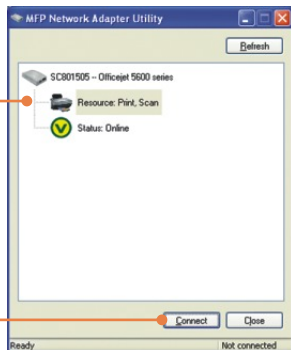 MFP Network Adapter Utility
Refresh
SC801505 – Officejet 5600 series
Resource: Print, Scan
Status: Online
Connect Close
Ready Not connected